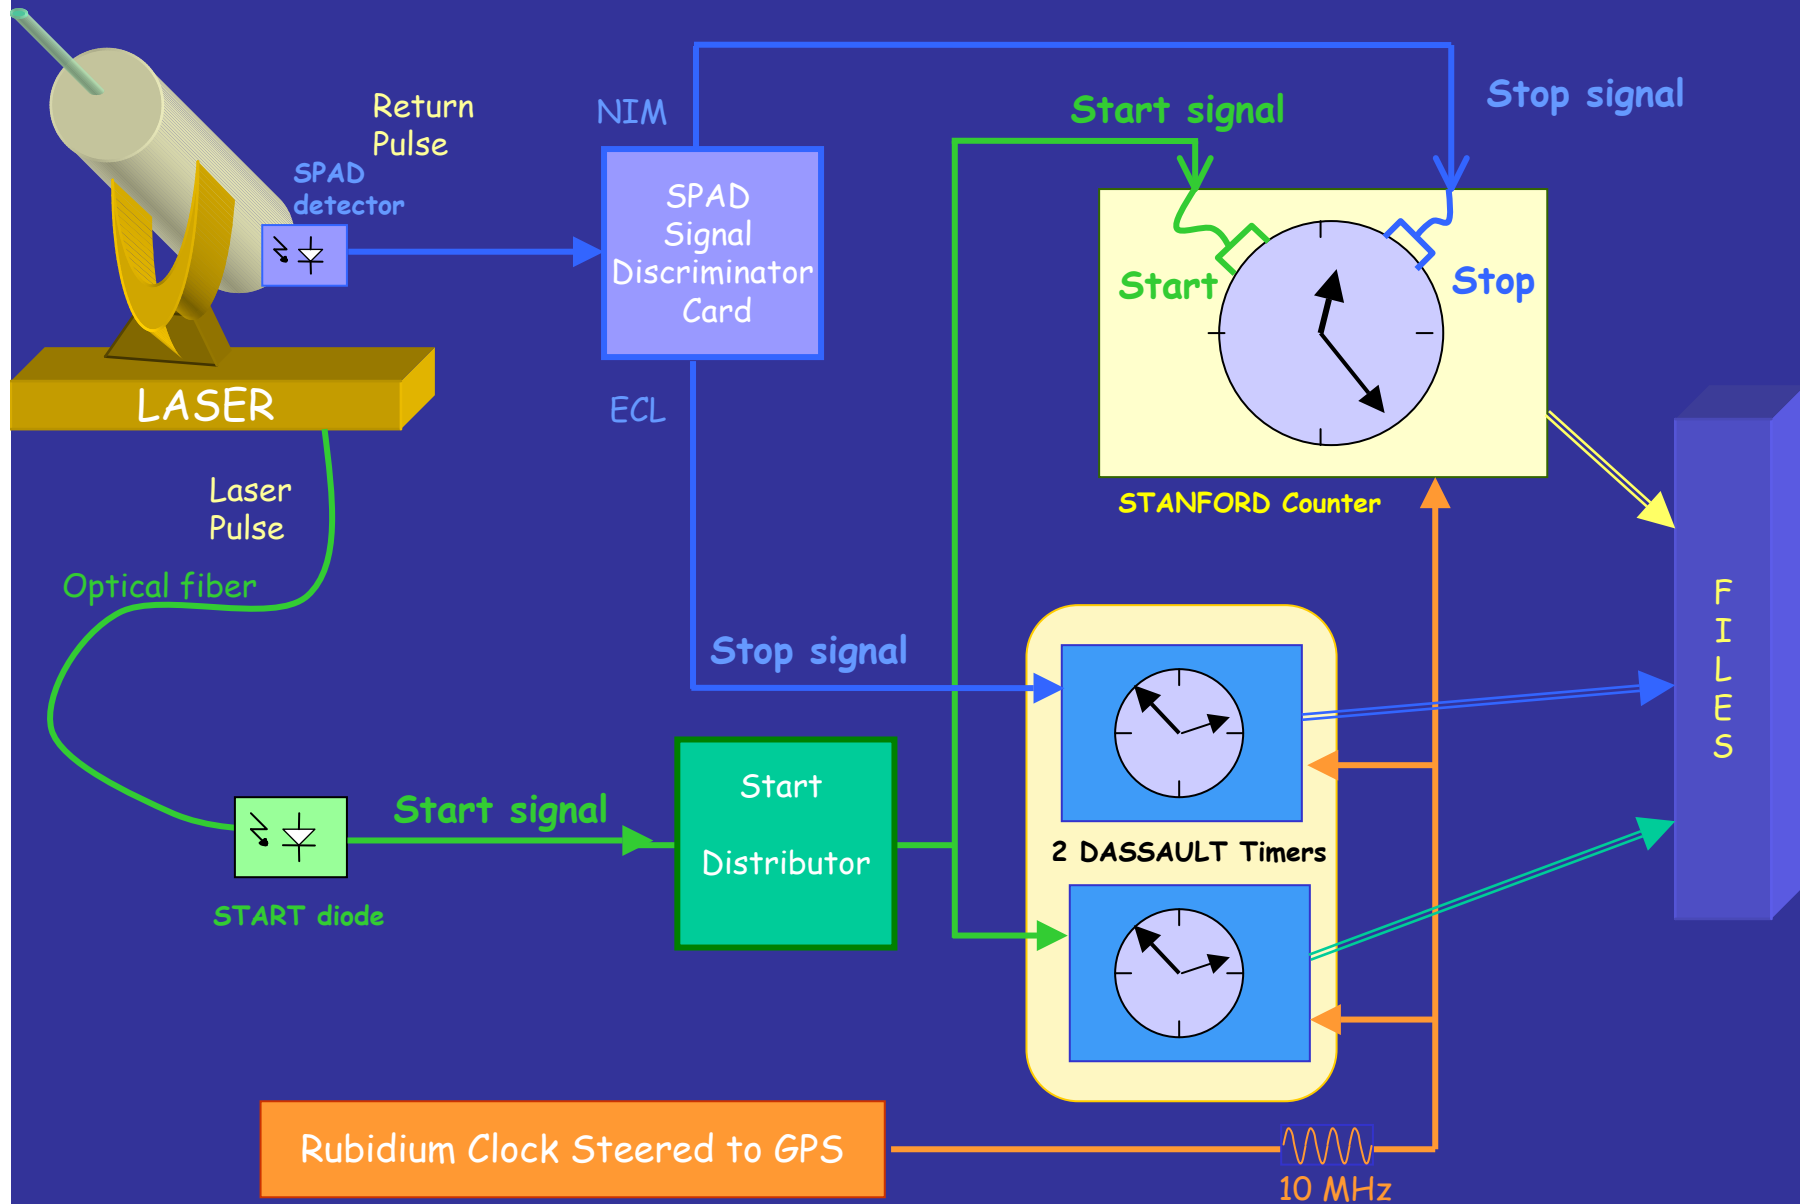 Return
Pulse
SPAD
detector
NIM
SPAD
Signal
Discriminator
Card
ECL
Start signal
Stop signal
Start
Stop
STANFORD Counter
LASER
Laser
Pulse
Optical fiber
Stop signal
Start signal
START diode
Start
Distributor
2 DASSAULT Timers
F
I
L
E
S
Rubidium Clock Steered to GPS
10 MHz